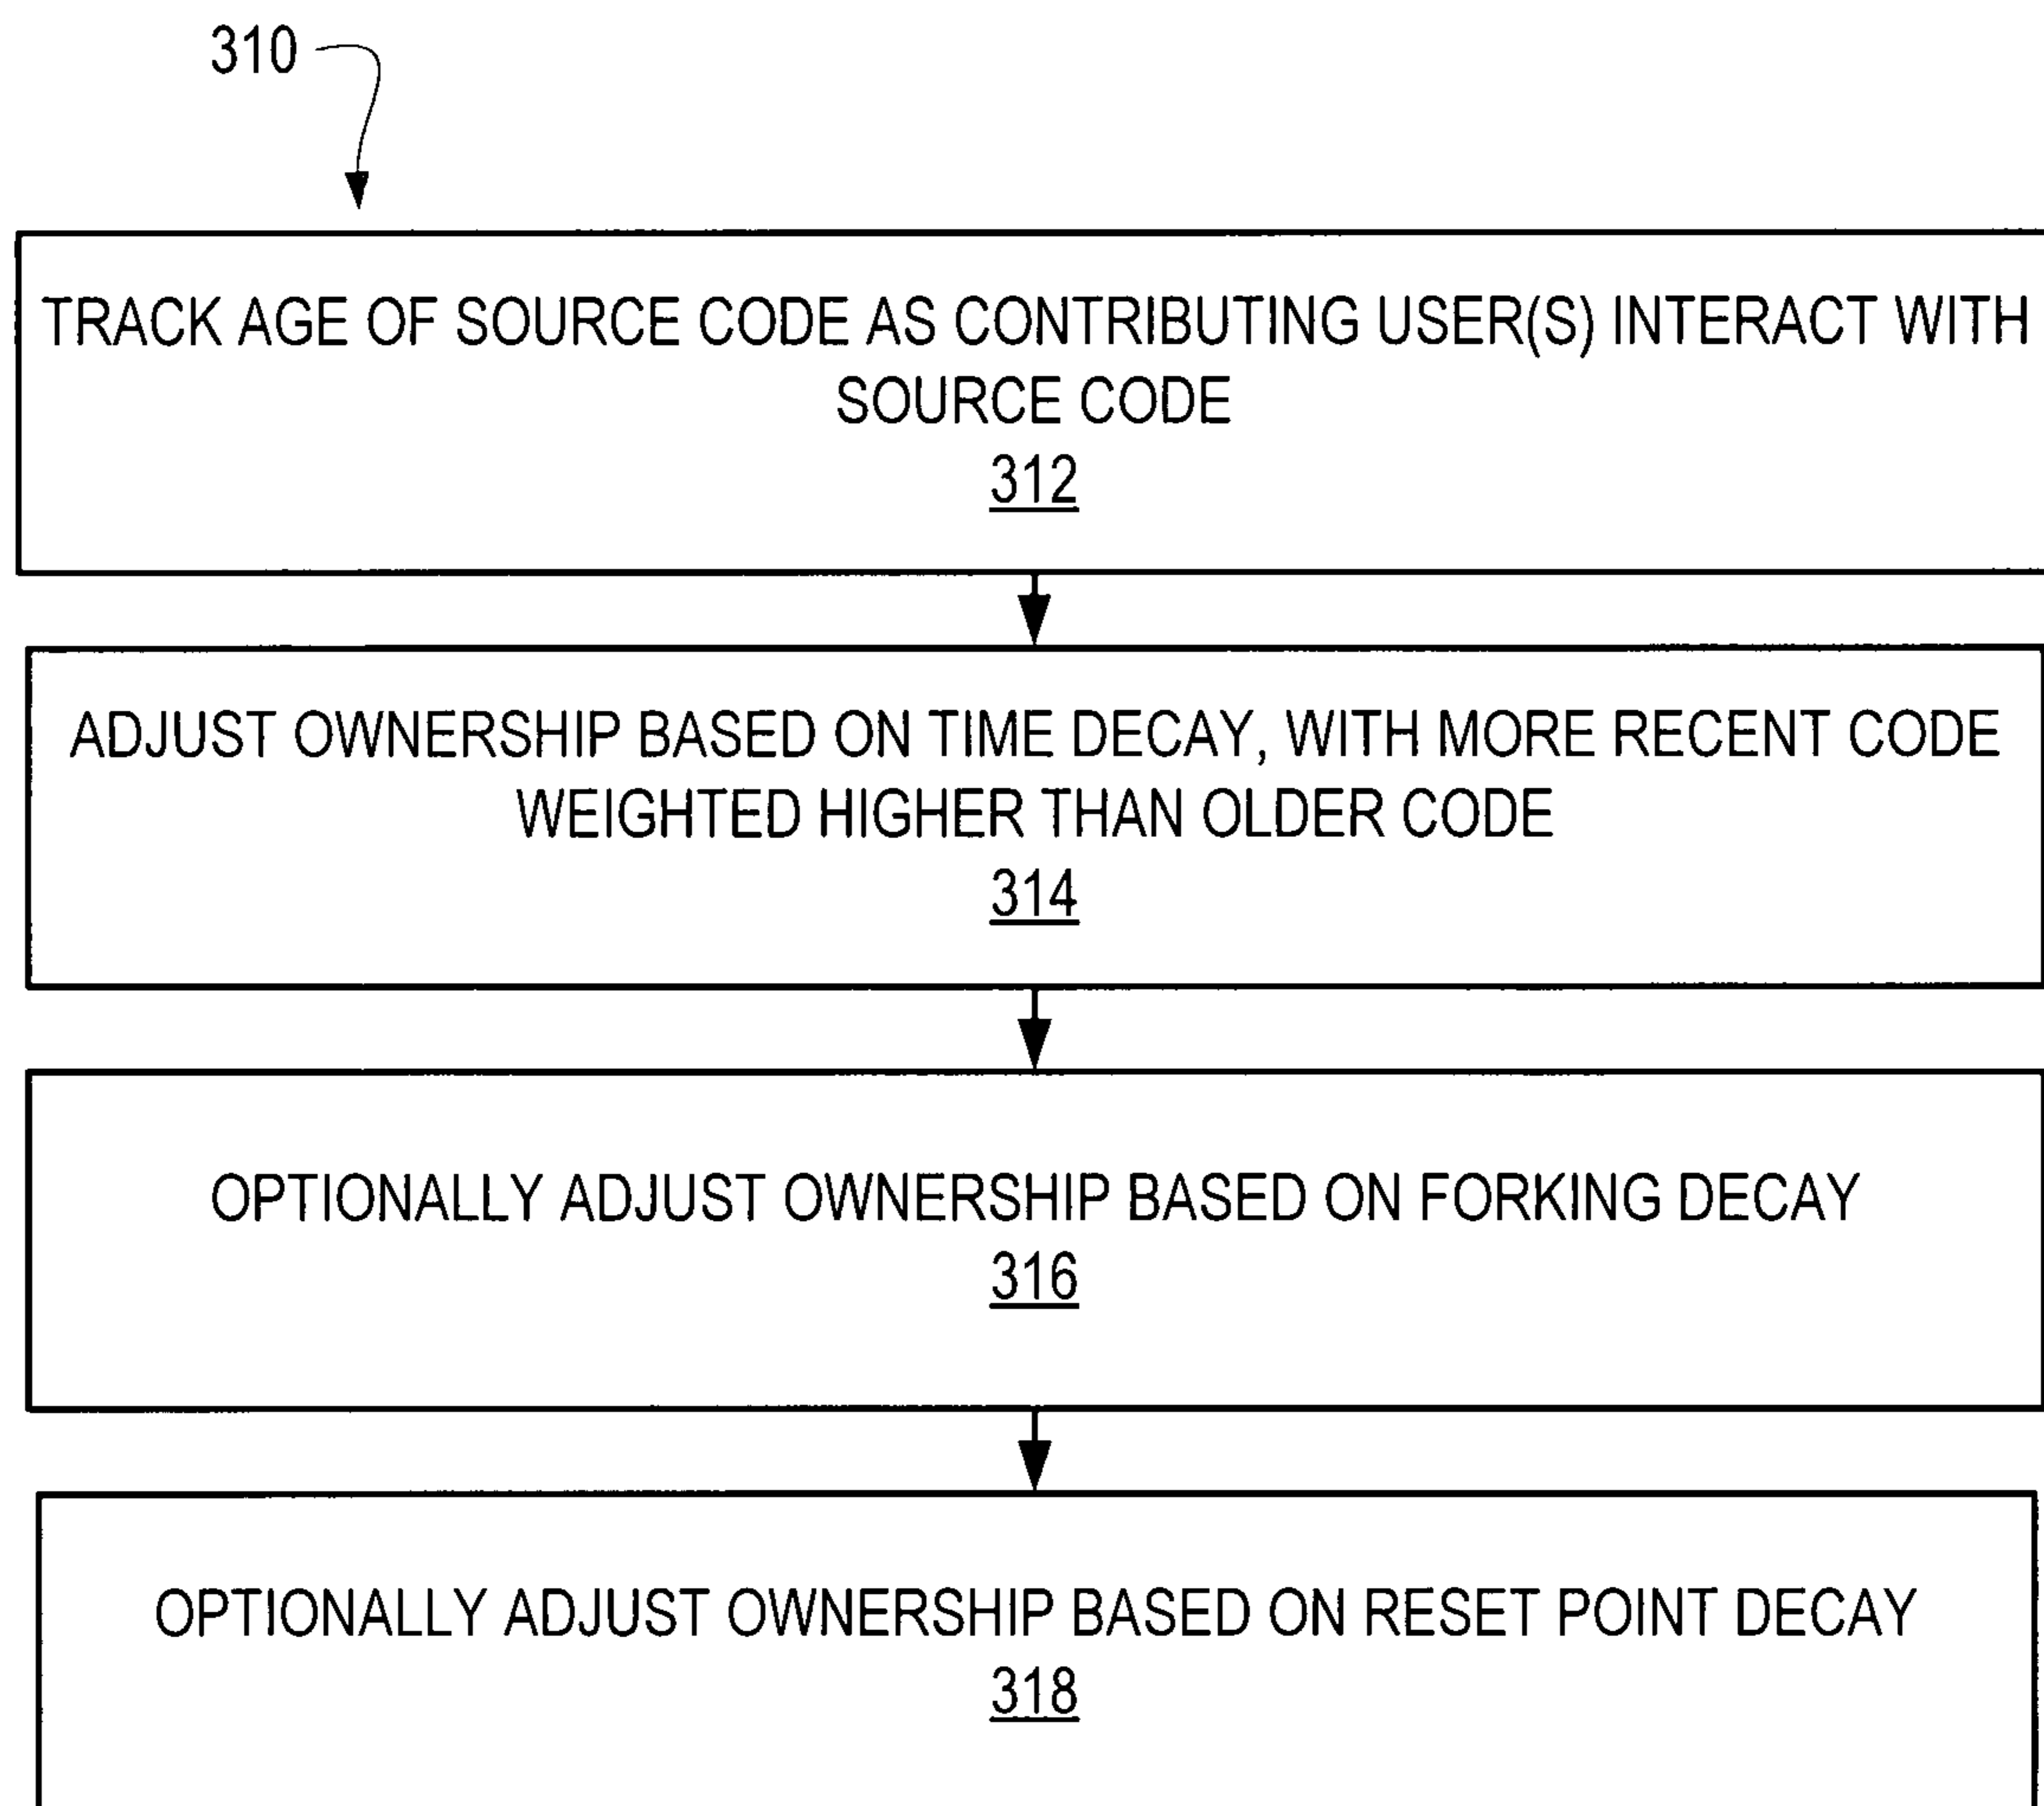 310
TRACK AGE OF SOURCE CODE AS CONTRIBUTING USER(S) INTERACT WITH
SOURCE CODE
312
ADJUST OWNERSHIP BASED ON TIME DECAY, WITH MORE RECENT CODE
WEIGHTED HIGHER THAN OLDER CODE
314
OPTIONALLY ADJUST OWNERSHIP BASED ON FORKING DECAY
316
OPTIONALLY ADJUST OWNERSHIP BASED ON RESET POINT DECAY
318